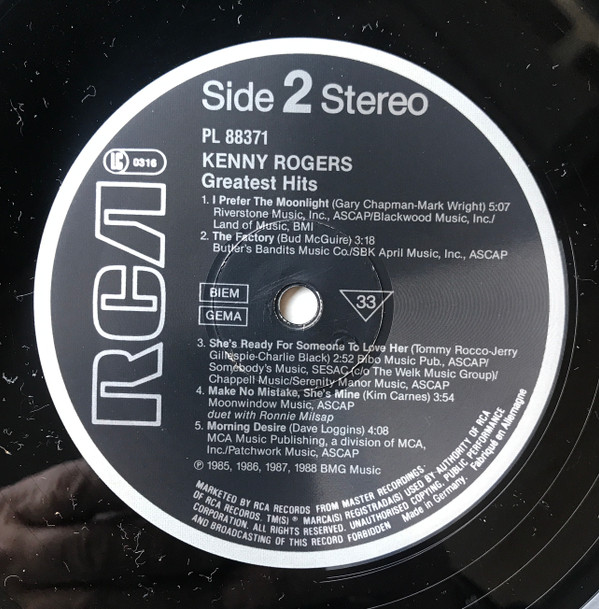 Side 2 Stereo
PL 88371
LC 0316
KENNY ROGERS
Greatest Hits
1. I Prefer The Moonlight (Gary Chapman-Mark Wright) 5:07
Riverstone Music, Inc., ASCAP/Blackwood Music, Inc./
Land of Music, BMI
2. The Factory (Bud McGuire) 3:18
Butler's Bandits Music Co./SBK April Music, Inc., ASCAP
RCA
BIEM
GEMA
33
3. She's Ready For Someone To Love Her (Tommy Rocco-Jerry
Gillespie-Charlie Black) 2:52 Bibo Music Pub., ASCAP/
Somebody's Music, SESAC (c/o The Welk Music Group)/
Chappell Music/Serenity Manor Music, ASCAP
4. Make No Mistake, She's Mine (Kim Carnes) 3:54
Moonwindow Music, ASCAP
duet with Ronnie Milsap
5. Morning Desire (Dave Loggins) 4:08
MCA Music Publishing, a division of MCA,
Inc./Patchwork Music, ASCAP
℗ 1985, 1986, 1987, 1988 BMG Music
MARKETED BY RCA RECORDS FROM MASTER RECORDINGS·
OF RCA RECORDS. TM(S) ® MARCA(S) REGISTRADA(S) USED BY AUTHORITY OF RCA
CORPORATION. ALL RIGHTS RESERVED. UNAUTHORISED COPYING, PUBLIC PERFORMANCE
AND BROADCASTING OF THIS RECORD FORBIDDEN Made in Germany. Fabriqué en Allemagne